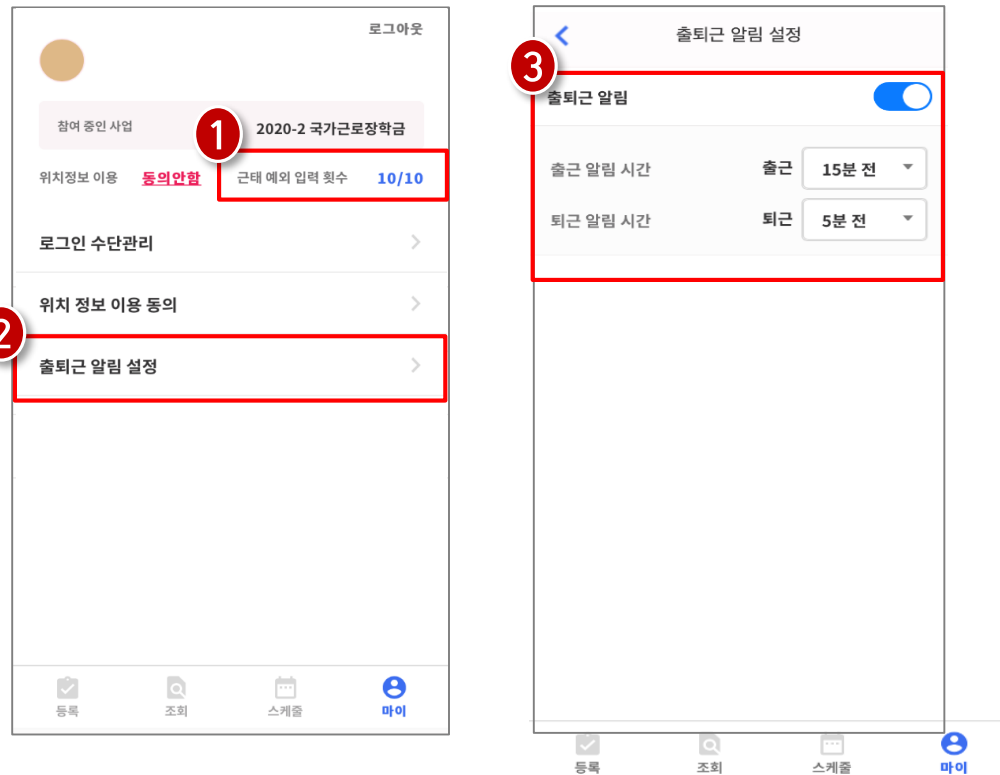 로그아웃
참여 중인 사업 2020-2 국가근로장학금
1
위치정보 이용 동의안함 근태 예외 입력 횟수 10/10
로그인 수단관리
위치 정보 이용 동의
2
출퇴근 알림 설정
등록 조회 스케줄 마이
출퇴근 알림 설정
3
출퇴근 알림
출근 알림 시간 출근 15분 전
퇴근 알림 시간 퇴근 5분 전
등록 조회 스케줄 마이